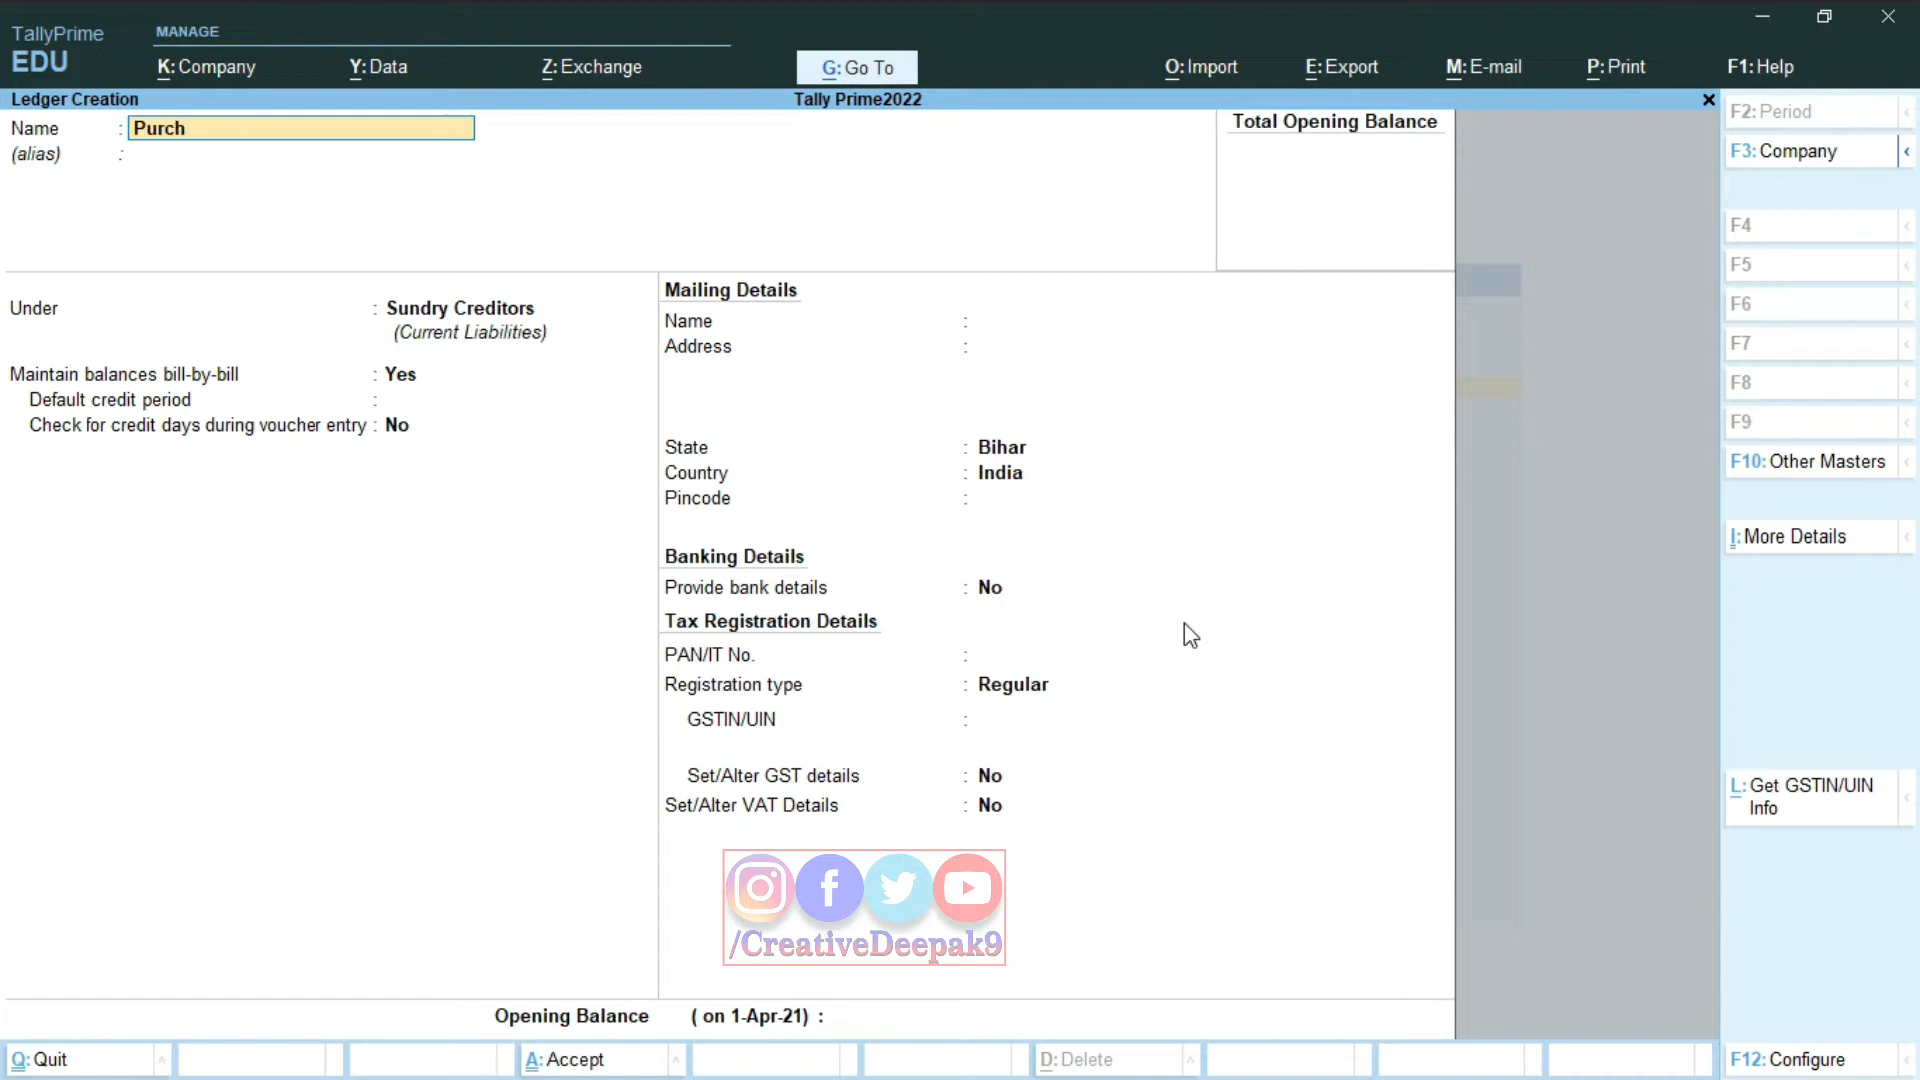 TallyPrime
EDU
MANAGE
K: Company
Y: Data
Z: Exchange
G: Go To
O: Import
E: Export
M: E-mail
P: Print
F1: Help
Ledger Creation
Tally Prime2022
Name : Purch
(alias) :
Total Opening Balance
Under : Sundry Creditors
(Current Liabilities)
Maintain balances bill-by-bill : Yes
Default credit period :
Check for credit days during voucher entry : No
Mailing Details
Name :
Address :
State : Bihar
Country : India
Pincode :
Banking Details
Provide bank details : No
Tax Registration Details
PAN/IT No. :
Registration type : Regular
GSTIN/UIN :
Set/Alter GST details : No
Set/Alter VAT Details : No
/CreativeDeepak9
Opening Balance ( on 1-Apr-21) :
F2: Period
F3: Company
F4
F5
F6
F7
F8
F9
F10: Other Masters
I: More Details
L: Get GSTIN/UIN
Info
Q: Quit
A: Accept
D: Delete
F12: Configure